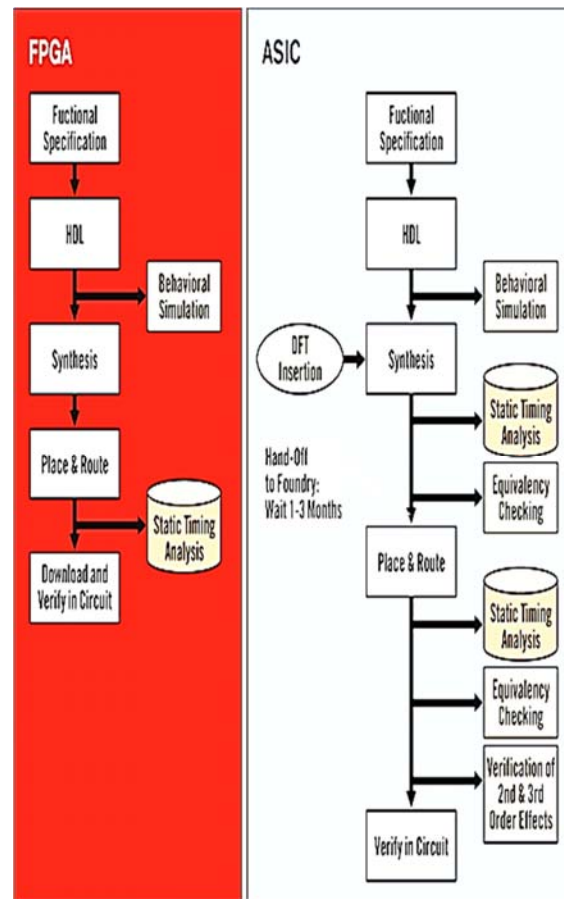 FPGA
Fuctional
Specification
HDL
Behavioral
Simulation
Synthesis
Place & Route
Static Timing
Analysis
Download and
Verify in Circuit
ASIC
Fuctional
Specification
HDL
Behavioral
Simulation
DFT
Insertion
Synthesis
Static Timing
Analysis
Hand-Off
to Foundry:
Wait 1-3 Months
Equivalency
Checking
Place & Route
Static Timing
Analysis
Equivalency
Checking
Verification of
2nd & 3rd
Order Effects
Verify in Circuit